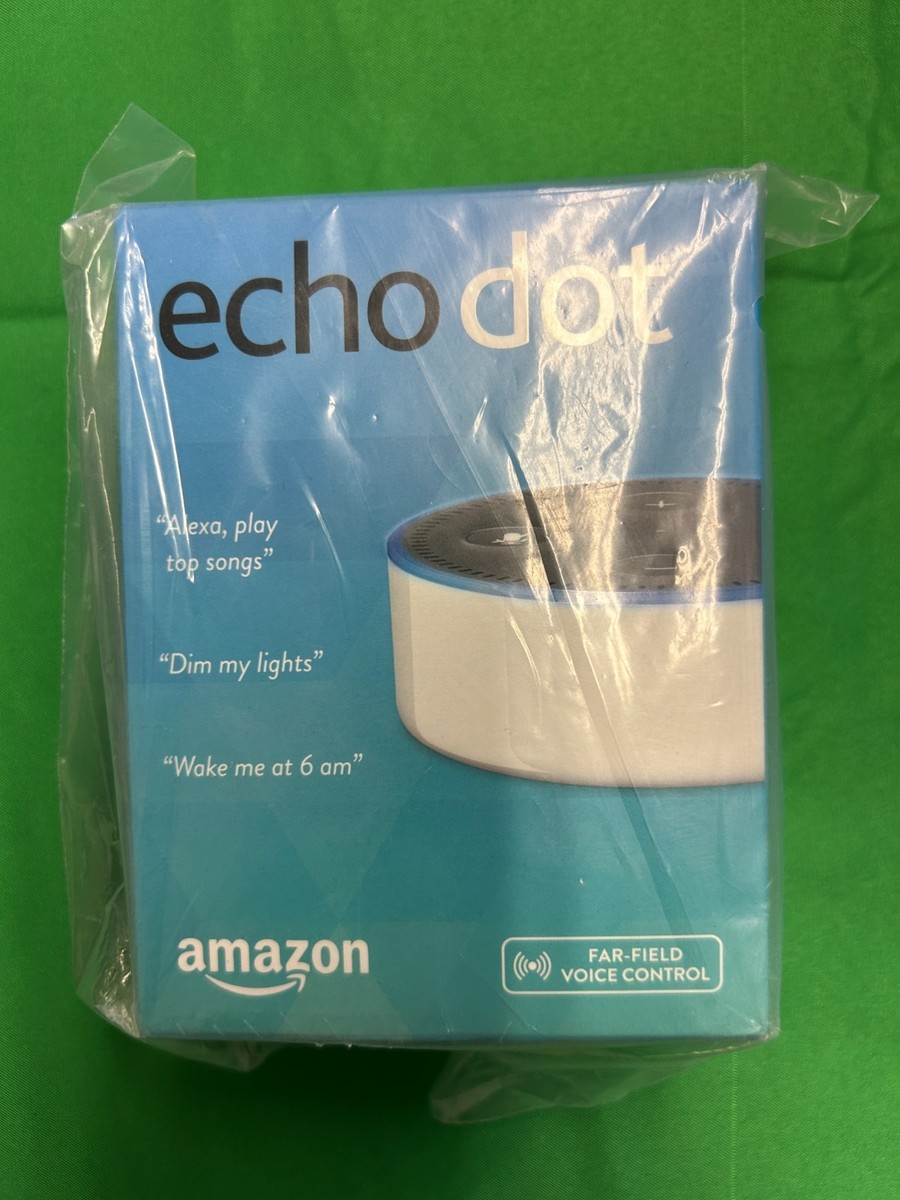 echo dot
“Alexa, play
top songs”
“Dim my lights”
“Wake me at 6 am”
amazon
FAR-FIELD
VOICE CONTROL